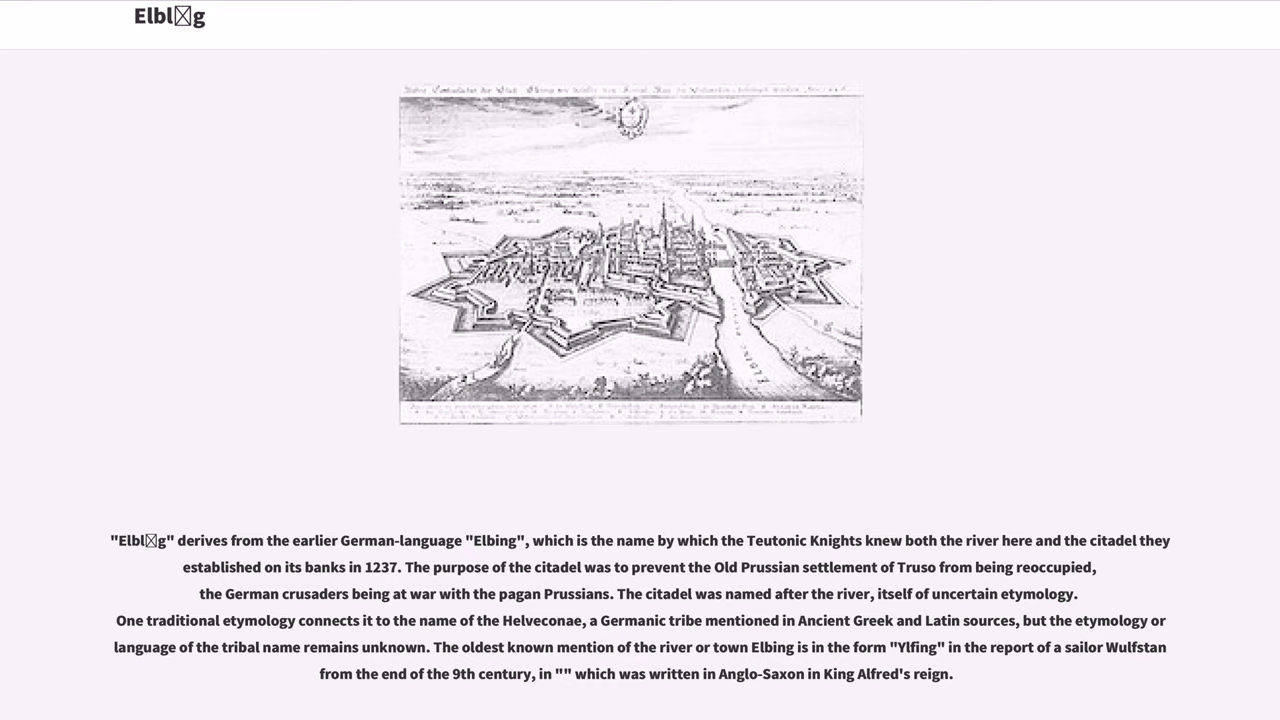 Elbl□g
ELBING
"Elbl□g" derives from the earlier German-language "Elbing", which is the name by which the Teutonic Knights knew both the river here and the citadel they
established on its banks in 1237. The purpose of the citadel was to prevent the Old Prussian settlement of Truso from being reoccupied,
the German crusaders being at war with the pagan Prussians. The citadel was named after the river, itself of uncertain etymology.
One traditional etymology connects it to the name of the Helveconae, a Germanic tribe mentioned in Ancient Greek and Latin sources, but the etymology or
language of the tribal name remains unknown. The oldest known mention of the river or town Elbing is in the form "Ylfing" in the report of a sailor Wulfstan
from the end of the 9th century, in "" which was written in Anglo-Saxon in King Alfred's reign.